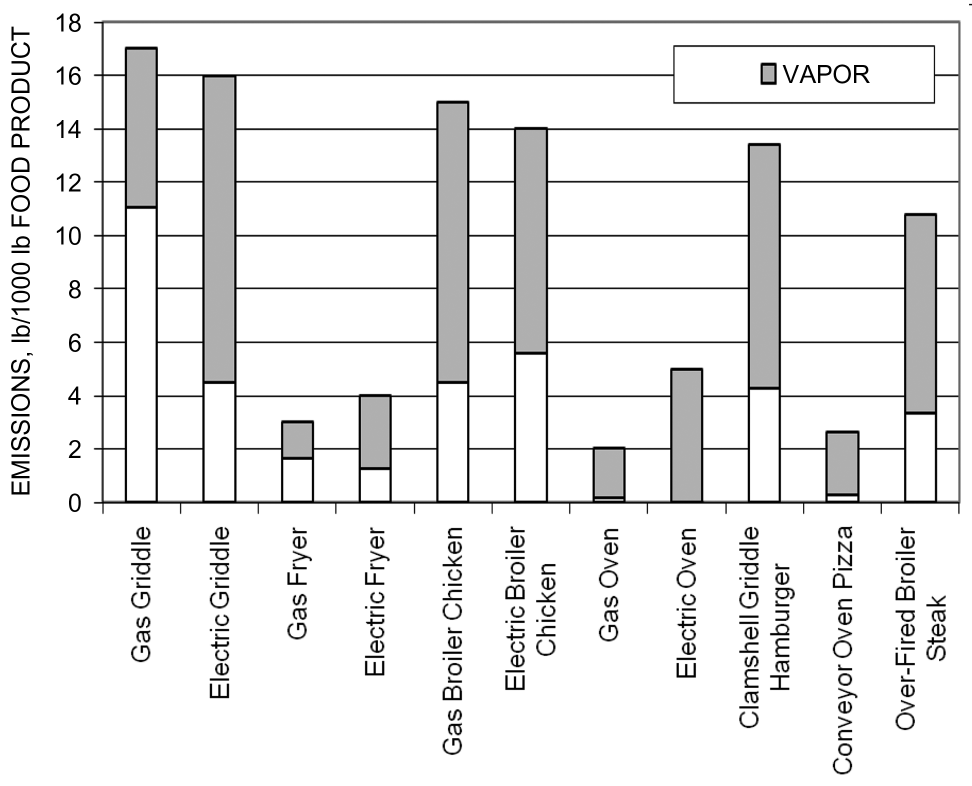 EMISSIONS, lb/1000 lb FOOD PRODUCT
18
16
14
12
10
8
6
4
2
0
VAPOR
Gas Griddle
Electric Griddle
Gas Fryer
Electric Fryer
Gas Broiler Chicken
Electric Broiler
Chicken
Gas Oven
Electric Oven
Clamshell Griddle
Hamburger
Conveyor Oven Pizza
Over-Fired Broiler
Steak